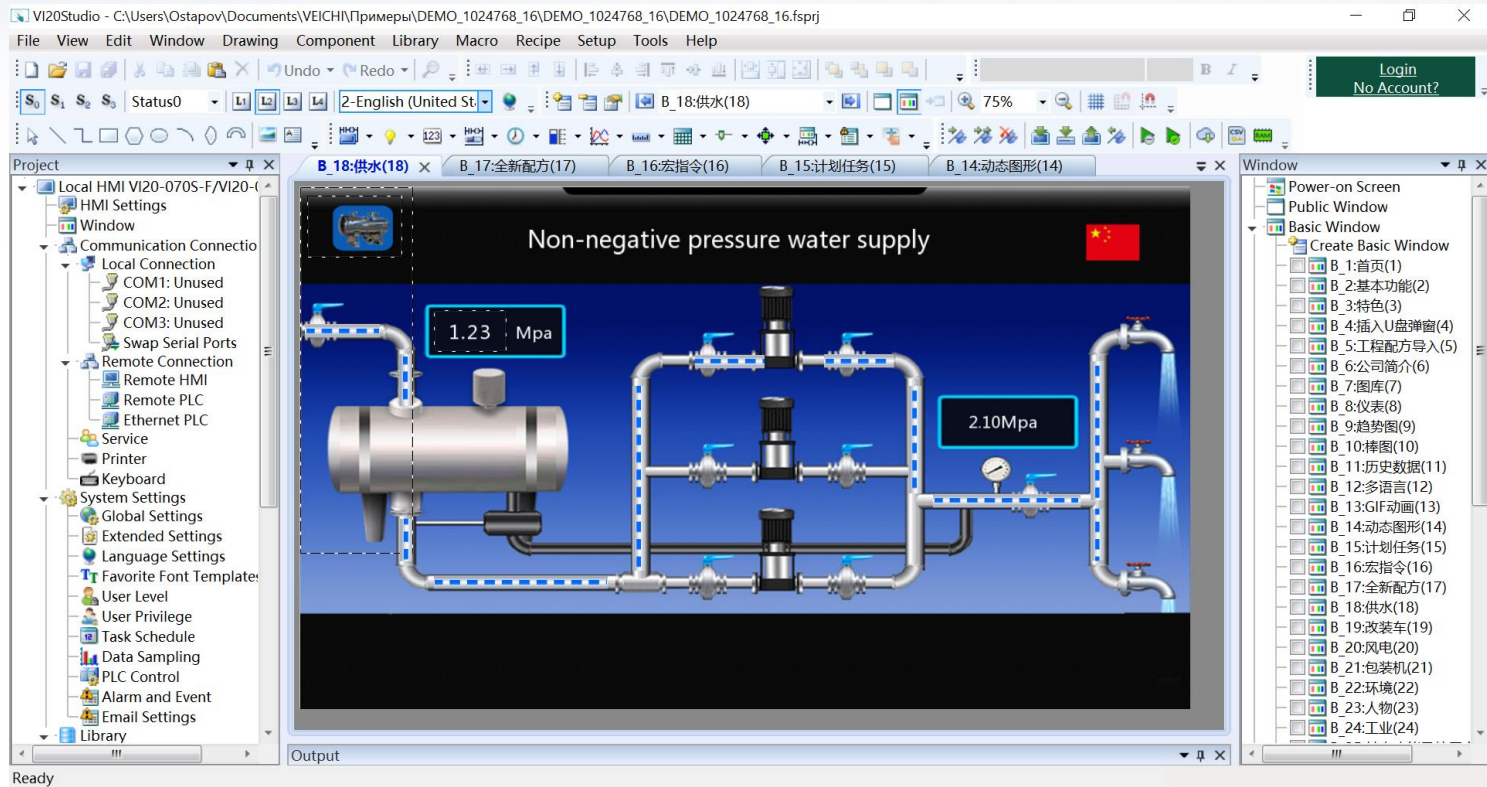 VI20Studio - C:\Users\Ostapov\Documents\VEICHI\Примеры\DEMO_1024768_16\DEMO_1024768_16\DEMO_1024768_16.fsprj
File View Edit Window Drawing Component Library Macro Recipe Setup Tools Help
Undo Redo B I
Login
No Account?
S0 S1 S2 S3 Status0 L1 L2 L3 L4 2-English (United St B_18:供水(18) 75%
123 CSV RAM
Project
Local HMI VI20-070S-F/VI20-(
HMI Settings
Window
Communication Connectio
Local Connection
COM1: Unused
COM2: Unused
COM3: Unused
Swap Serial Ports
Remote Connection
Remote HMI
Remote PLC
Ethernet PLC
Service
Printer
Keyboard
System Settings
Global Settings
Extended Settings
Language Settings
Favorite Font Templates
User Level
User Privilege
Task Schedule
Data Sampling
PLC Control
Alarm and Event
Email Settings
Library
B_18:供水(18) B_17:全新配方(17) B_16:宏指令(16) B_15:计划任务(15) B_14:动态图形(14)
Non-negative pressure water supply
1.23 Mpa
2.10Mpa
Output
Window
Power-on Screen
Public Window
Basic Window
Create Basic Window
B_1:首页(1)
B_2:基本功能(2)
B_3:特色(3)
B_4:插入U盘弹窗(4)
B_5:工程配方导入(5)
B_6:公司简介(6)
B_7:图库(7)
B_8:仪表(8)
B_9:趋势图(9)
B_10:棒图(10)
B_11:历史数据(11)
B_12:多语言(12)
B_13:GIF动画(13)
B_14:动态图形(14)
B_15:计划任务(15)
B_16:宏指令(16)
B_17:全新配方(17)
B_18:供水(18)
B_19:改装车(19)
B_20:风电(20)
B_21:包装机(21)
B_22:环境(22)
B_23:人物(23)
B_24:工业(24)
Ready